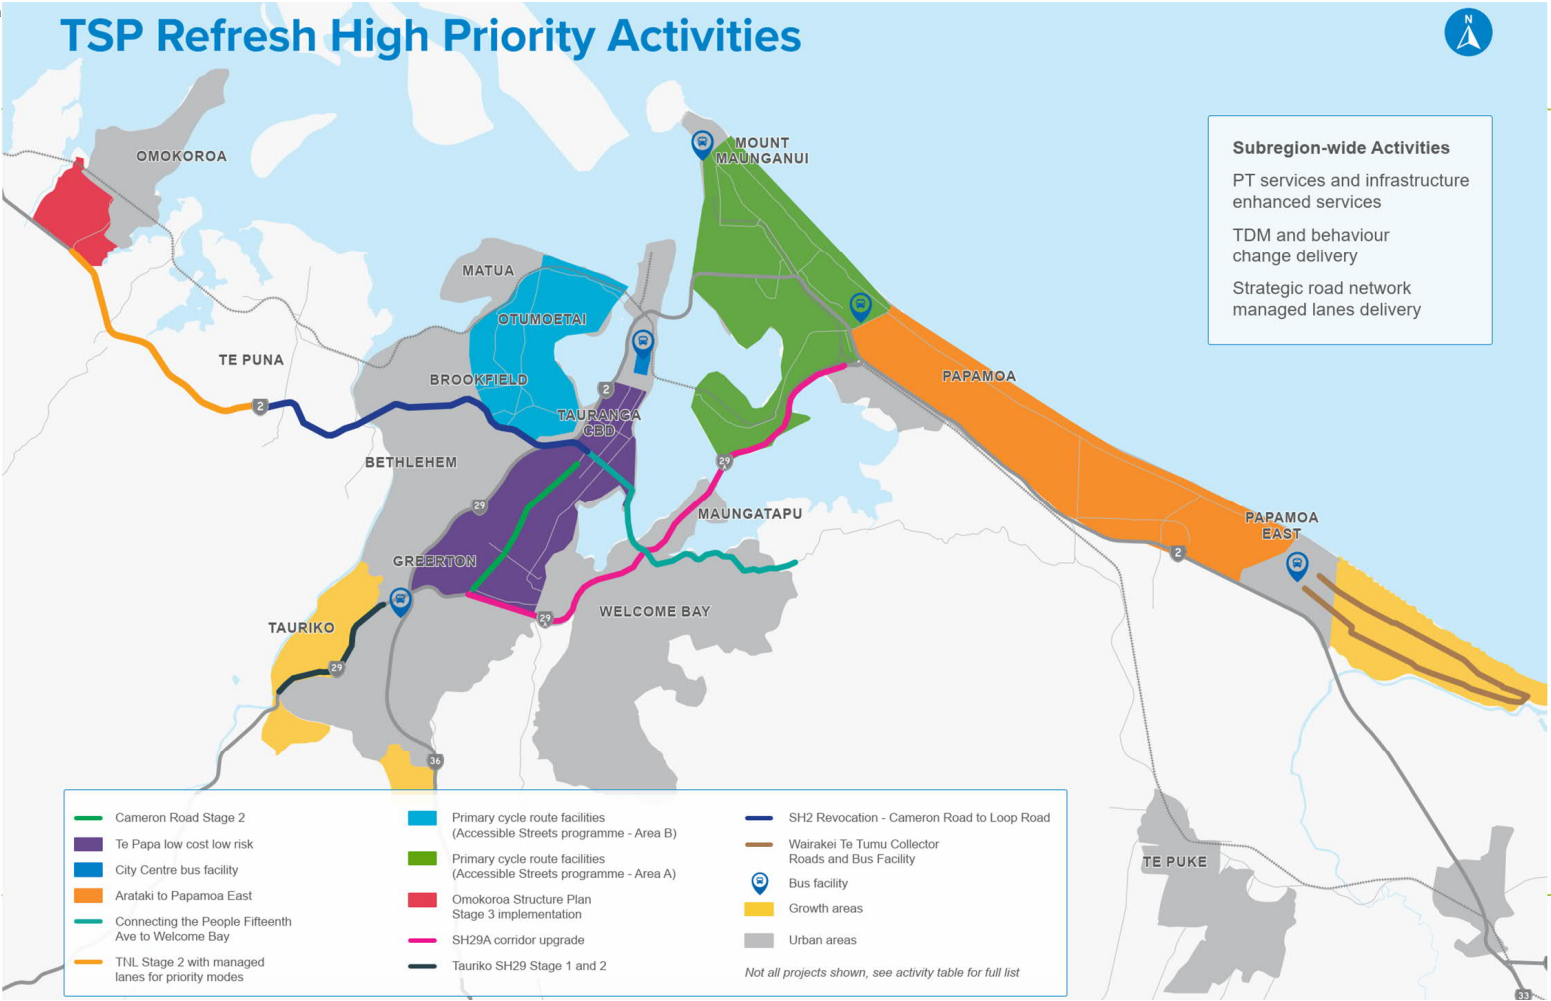 TSP Refresh High Priority Activities
N
Subregion-wide Activities
PT services and infrastructure
enhanced services
TDM and behaviour
change delivery
Strategic road network
managed lanes delivery
OMOKOROA
MOUNT
MAUNGANUI
MATUA
OTUMOETAI
TE PUNA
BROOKFIELD
2
2
TAURANGA
CBD
PAPAMOA
BETHLEHEM
29
29
A
MAUNGATAPU
PAPAMOA
EAST
2
GREERTON
WELCOME BAY
29
A
TAURIKO
29
36
TE PUKE
33
Cameron Road Stage 2
Te Papa low cost low risk
City Centre bus facility
Arataki to Papamoa East
Connecting the People Fifteenth
Ave to Welcome Bay
TNL Stage 2 with managed
lanes for priority modes
Primary cycle route facilities
(Accessible Streets programme - Area B)
Primary cycle route facilities
(Accessible Streets programme - Area A)
Omokoroa Structure Plan
Stage 3 implementation
SH29A corridor upgrade
Tauriko SH29 Stage 1 and 2
SH2 Revocation - Cameron Road to Loop Road
Wairakei Te Tumu Collector
Roads and Bus Facility
Bus facility
Growth areas
Urban areas
Not all projects shown, see activity table for full list